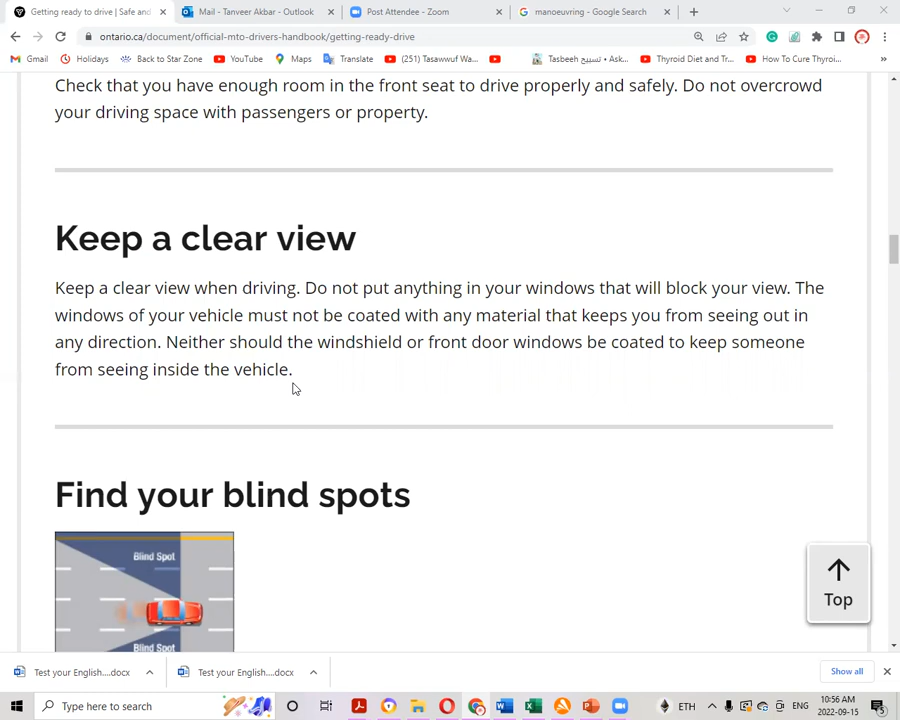 Getting ready to drive | Safe and
Mail - Tanveer Akbar - Outlook
Post Attendee - Zoom
manoeuvring - Google Search
ontario.ca/document/official-mto-drivers-handbook/getting-ready-drive
Gmail
Holidays
Back to Star Zone
YouTube
Maps
Translate
(251) Tasawwuf Wa...
Tasbeeh تسبيح • Ask...
Thyroid Diet and Tr...
How To Cure Thyroi...
Check that you have enough room in the front seat to drive properly and safely. Do not overcrowd
your driving space with passengers or property.
Keep a clear view
Keep a clear view when driving. Do not put anything in your windows that will block your view. The
windows of your vehicle must not be coated with any material that keeps you from seeing out in
any direction. Neither should the windshield or front door windows be coated to keep someone
from seeing inside the vehicle.
Find your blind spots
Blind Spot
Blind Spot
Top
Test your English....docx
Test your English....docx
Show all
Type here to search
ETH
ENG
10:56 AM
2022-09-15
5